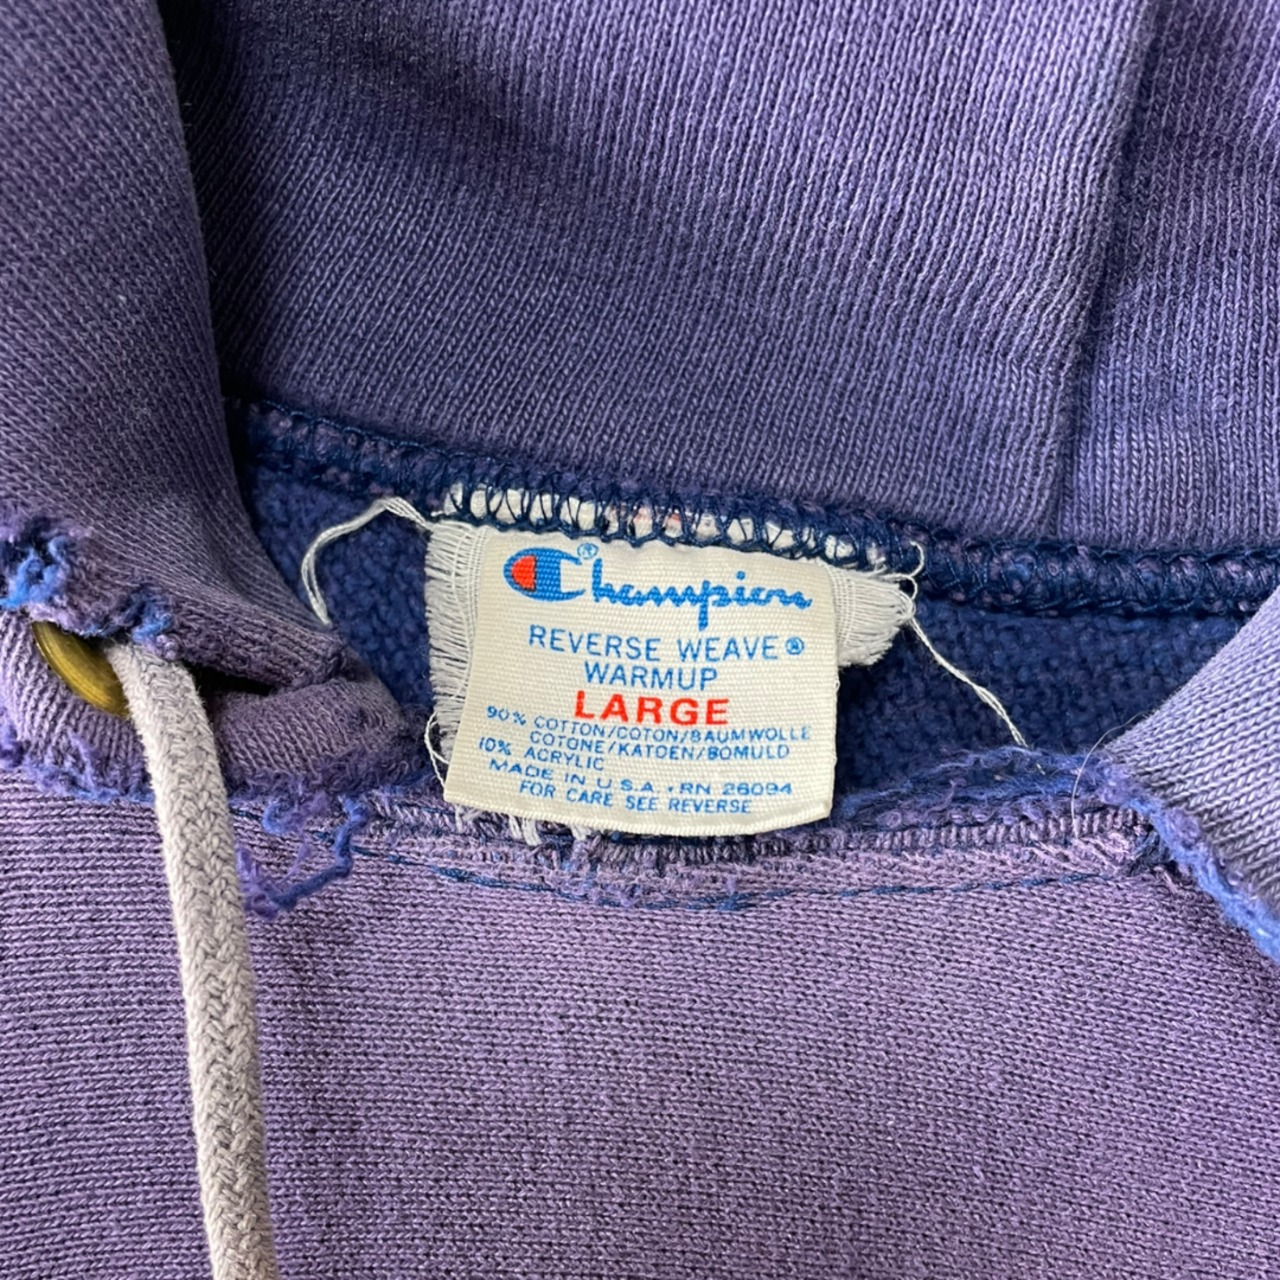 Champion®
REVERSE WEAVE®
WARMUP
LARGE
90% COTTON/COTON/BAUMWOLLE
COTONE/KATOEN/BOMULD
10% ACRYLIC
MADE IN U.S.A. • RN 26094
FOR CARE SEE REVERSE